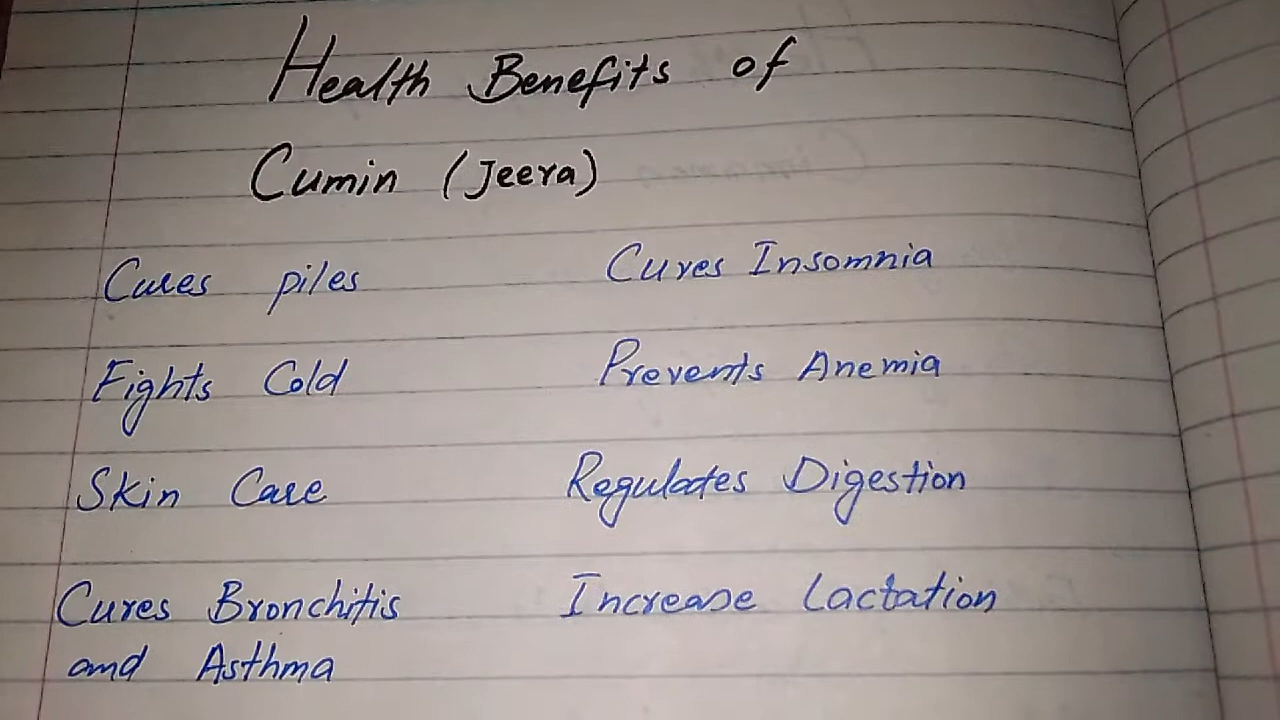 Health Benefits of
Cumin (Jeera)
Cures piles
Cures Insomnia
Fights Cold
Prevents Anemia
Skin Care
Regulates Digestion
Cures Bronchitis
and Asthma
Increase Lactation